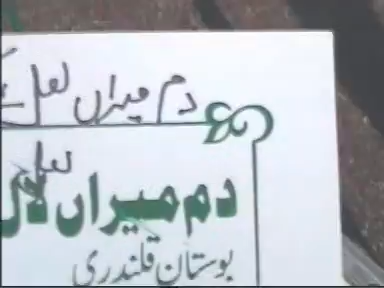 دم میراں لعل
لعل
دم میراں لال
بوستان قلندری